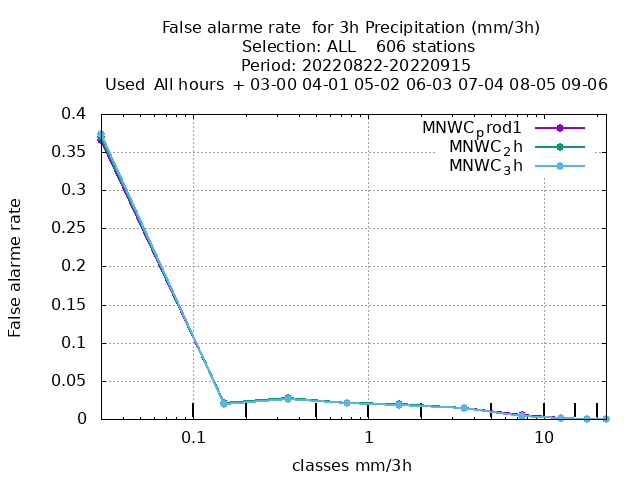 False alarme rate  for 3h Precipitation (mm/3h)
Selection: ALL    606 stations
Period: 20220822-20220915
Used  All hours  + 03-00 04-01 05-02 06-03 07-04 08-05 09-06
MNWCprod1
MNWC2h
MNWC3h
0.4
0.35
0.3
0.25
0.2
0.15
0.1
0.05
0
False alarme rate
0.1
1
10
classes mm/3h